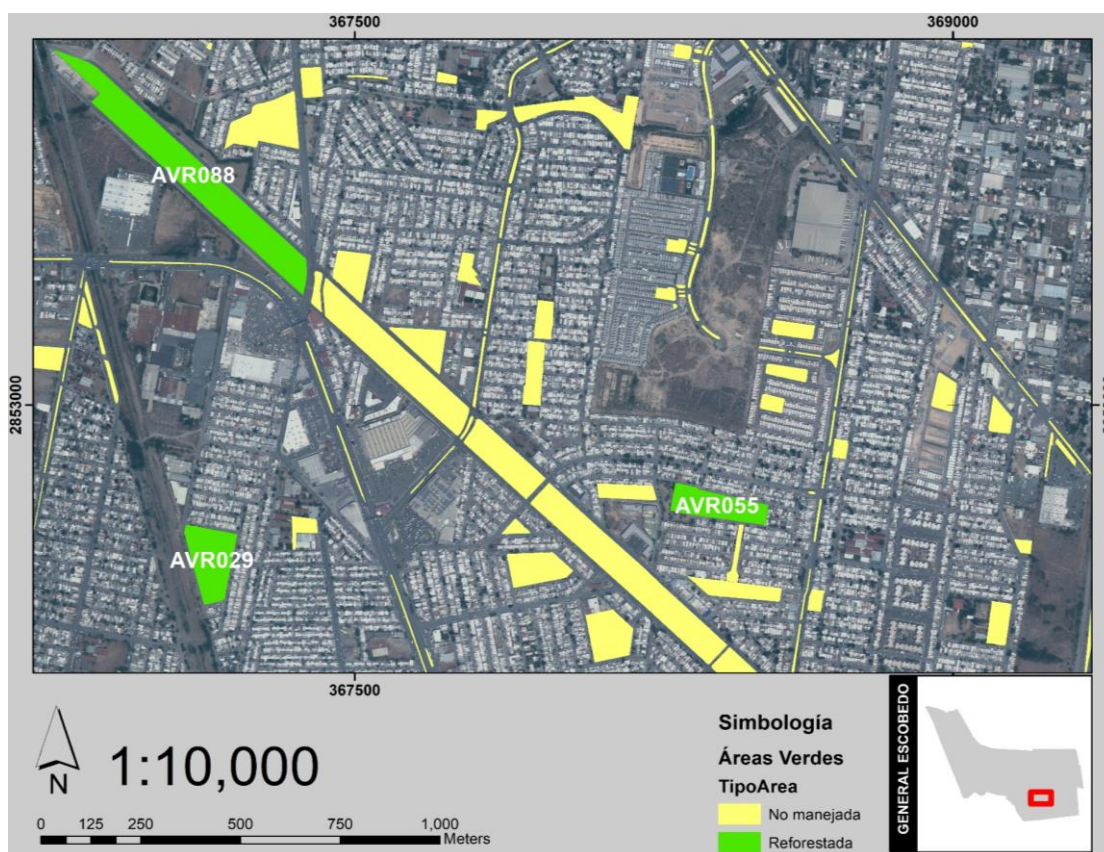 367500
369000
AVR088
2853000
AVR055
AVR029
367500
N
1:10,000
0 125 250 500 750 1,000
Meters
Simbología
Áreas Verdes
TipoArea
No manejada
Reforestada
GENERAL ESCOBEDO